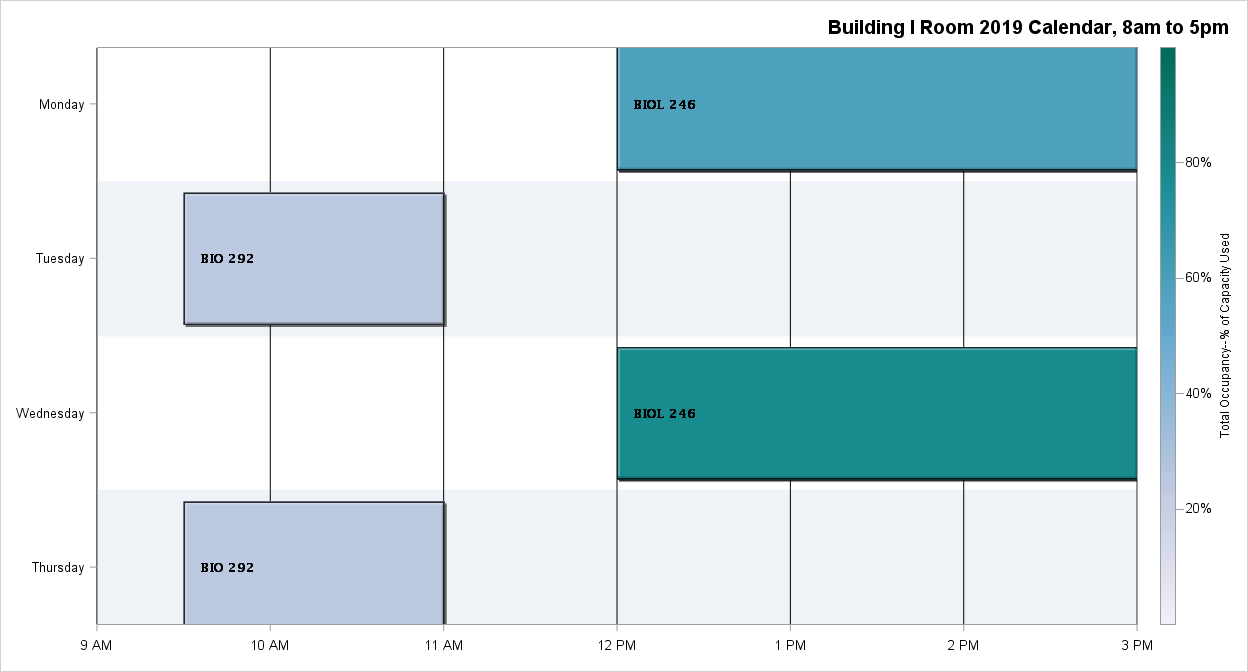 Building I Room 2019 Calendar, 8am to 5pm
Monday
BIOL 246
Tuesday
BIO 292
Wednesday
BIOL 246
Thursday
BIO 292
9 AM 10 AM 11 AM 12 PM 1 PM 2 PM 3 PM
80%
60%
40%
20%
Total Occupancy--% of Capacity Used